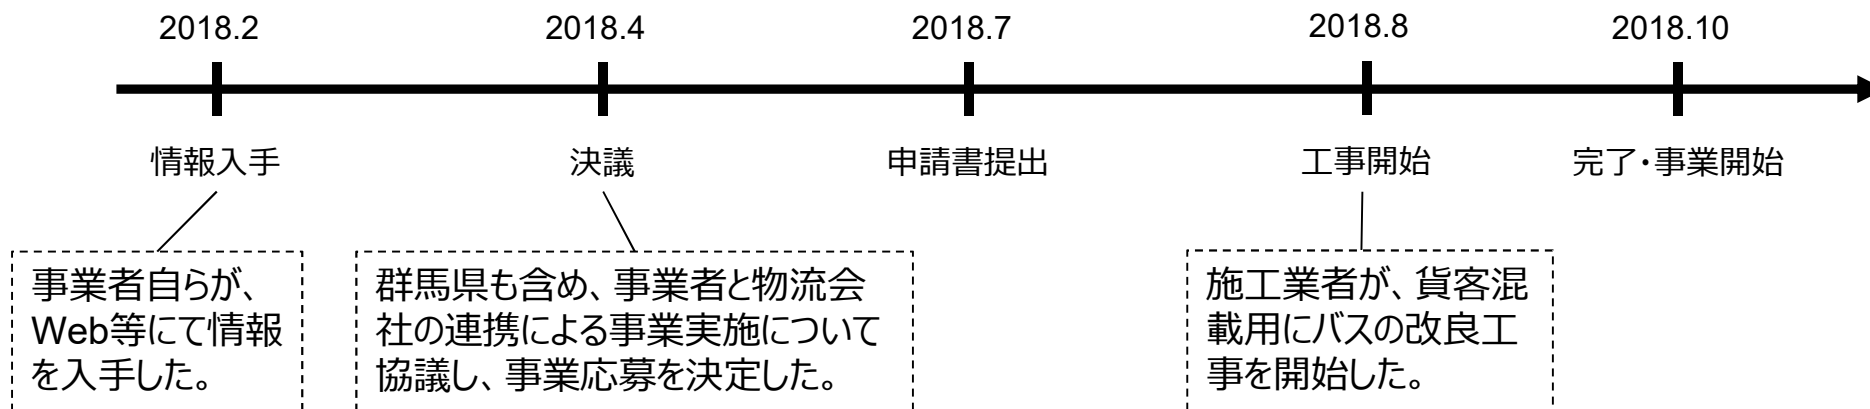 2018.2
2018.4
2018.7
2018.8
2018.10
情報入手
決議
申請書提出
工事開始
完了・事業開始
事業者自らが、
Web等にて情報
を入手した。
群馬県も含め、事業者と物流会
社の連携による事業実施について
協議し、事業応募を決定した。
施工業者が、貨客混
載用にバスの改良工
事を開始した。